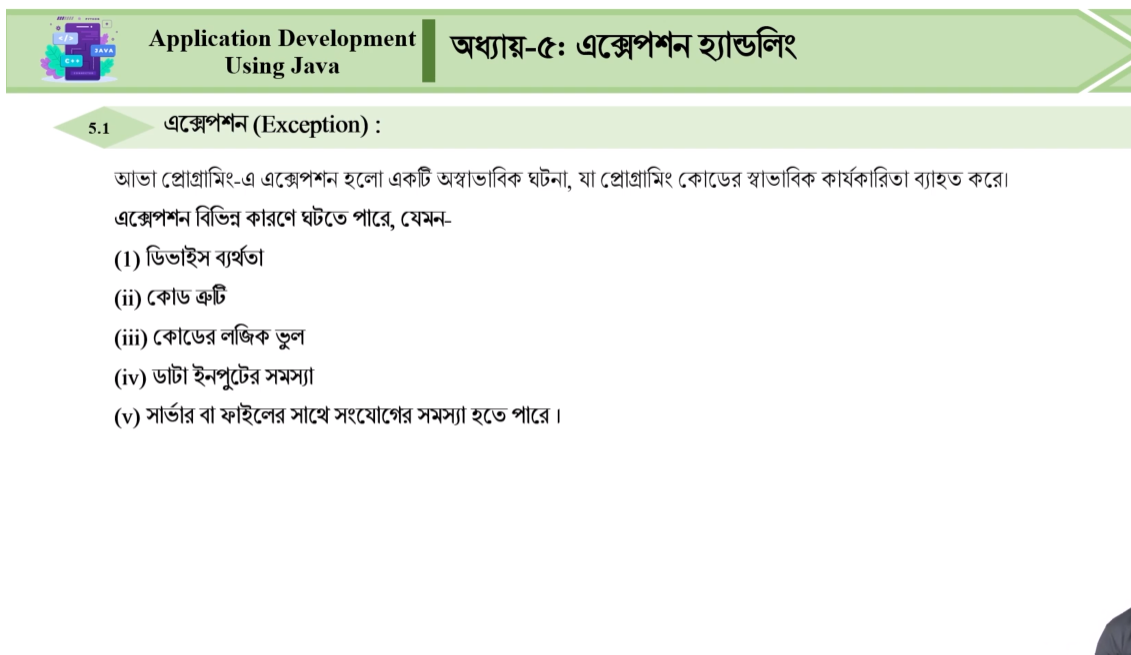 Application Development
Using Java
অধ্যায়-৫: এক্সেপশন হ্যান্ডলিং
5.1 এক্সেপশন (Exception) :
আভা প্রোগ্রামিং-এ এক্সেপশন হলো একটি অস্বাভাবিক ঘটনা, যা প্রোগ্রামিং কোডের স্বাভাবিক কার্যকারিতা ব্যাহত করে।
এক্সেপশন বিভিন্ন কারণে ঘটতে পারে, যেমন-
(1) ডিভাইস ব্যর্থতা
(ii) কোড ত্রুটি
(iii) কোডের লজিক ভুল
(iv) ডাটা ইনপুটের সমস্যা
(v) সার্ভার বা ফাইলের সাথে সংযোগের সমস্যা হতে পারে।